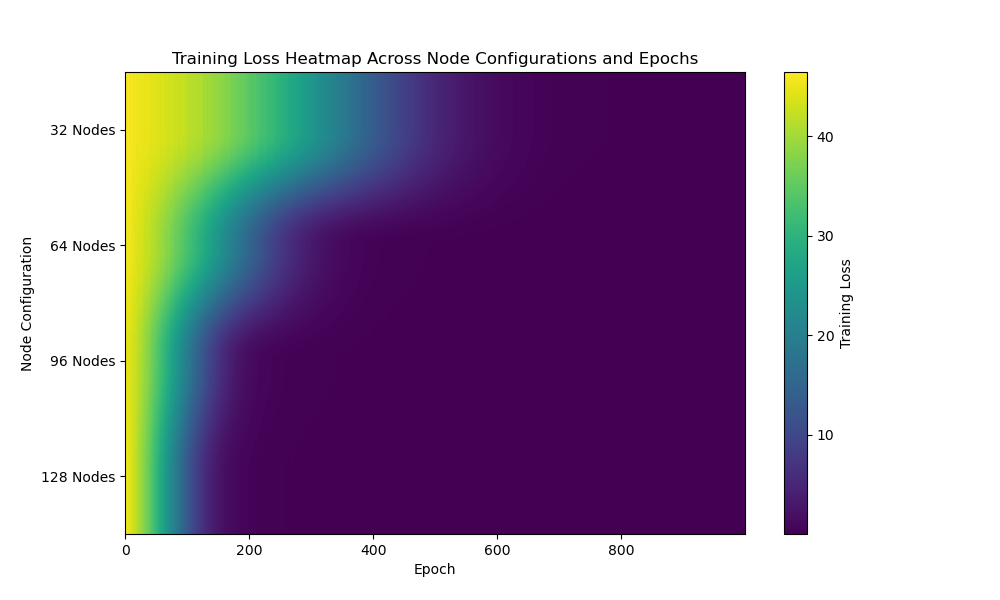 Training Loss Heatmap Across Node Configurations and Epochs
Node Configuration
32 Nodes
64 Nodes
96 Nodes
128 Nodes
0 200 400 600 800
Epoch
40
30
20
10
Training Loss